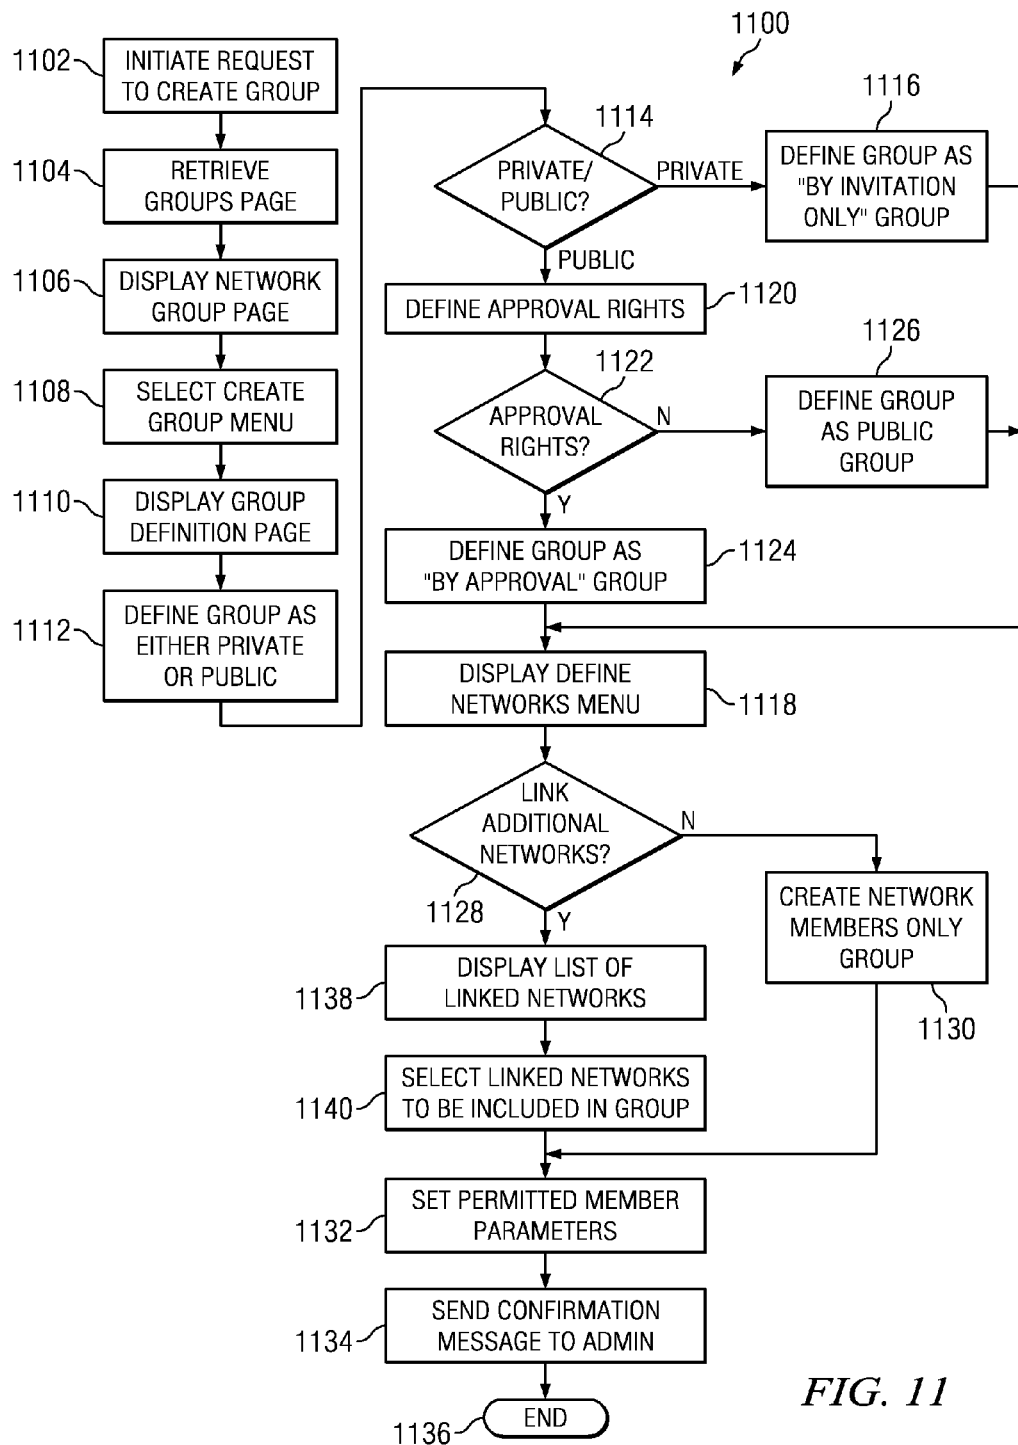 1100
1102
INITIATE REQUEST
TO CREATE GROUP
1104
RETRIEVE
GROUPS PAGE
1106
DISPLAY NETWORK
GROUP PAGE
1108
SELECT CREATE
GROUP MENU
1110
DISPLAY GROUP
DEFINITION PAGE
1112
DEFINE GROUP AS
EITHER PRIVATE
OR PUBLIC
1114
PRIVATE/
PUBLIC?
PRIVATE
PUBLIC
1116
DEFINE GROUP AS
"BY INVITATION
ONLY" GROUP
DEFINE APPROVAL RIGHTS
1120
1122
APPROVAL
RIGHTS?
N
Y
1126
DEFINE GROUP
AS PUBLIC
GROUP
DEFINE GROUP AS
"BY APPROVAL" GROUP
1124
DISPLAY DEFINE
NETWORKS MENU
1118
LINK
ADDITIONAL
NETWORKS?
1128
N
Y
CREATE NETWORK
MEMBERS ONLY
GROUP
1130
1138
DISPLAY LIST OF
LINKED NETWORKS
1140
SELECT LINKED NETWORKS
TO BE INCLUDED IN GROUP
1132
SET PERMITTED MEMBER
PARAMETERS
1134
SEND CONFIRMATION
MESSAGE TO ADMIN
1136
END
FIG. 11